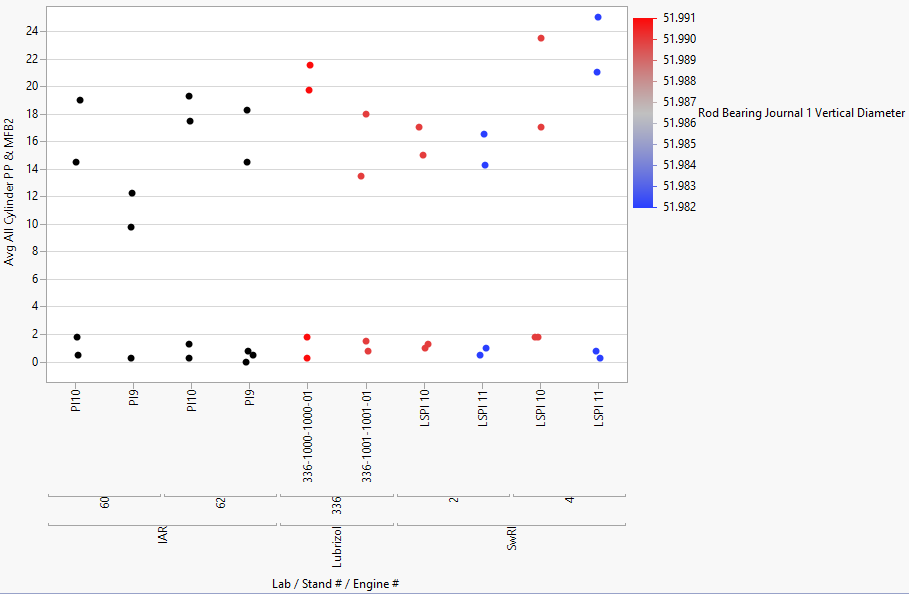 24
22
20
18
16
14
12
10
8
6
4
2
0
Avg All Cylinder PP & MFB2
51.991
51.990
51.989
51.988
51.987
51.986
51.985
51.984
51.983
51.982
Rod Bearing Journal 1 Vertical Diameter
PI10
PI9
PI10
PI9
336-1000-1000-01
336-1001-1001-01
LSPI 10
LSPI 11
LSPI 10
LSPI 11
60
62
336
2
4
IAR
Lubrizol
SwRI
Lab / Stand # / Engine #